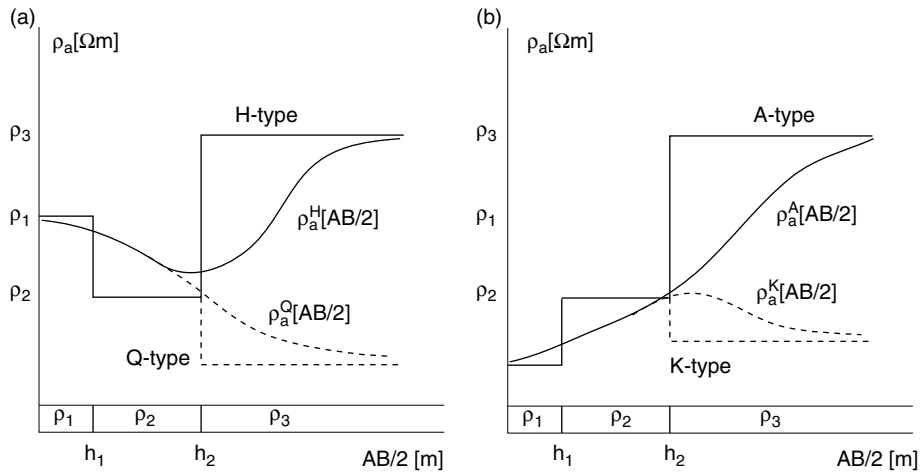 (a)
ρa[Ωm]
H-type
ρ3
ρ1
ρaH[AB/2]
ρ2
ρaQ[AB/2]
Q-type
ρ1 ρ2 ρ3
h1 h2 AB/2 [m]
(b)
ρa[Ωm]
A-type
ρ3
ρ1
ρaA[AB/2]
ρ2
ρaK[AB/2]
K-type
ρ1 ρ2 ρ3
h1 h2 AB/2 [m]